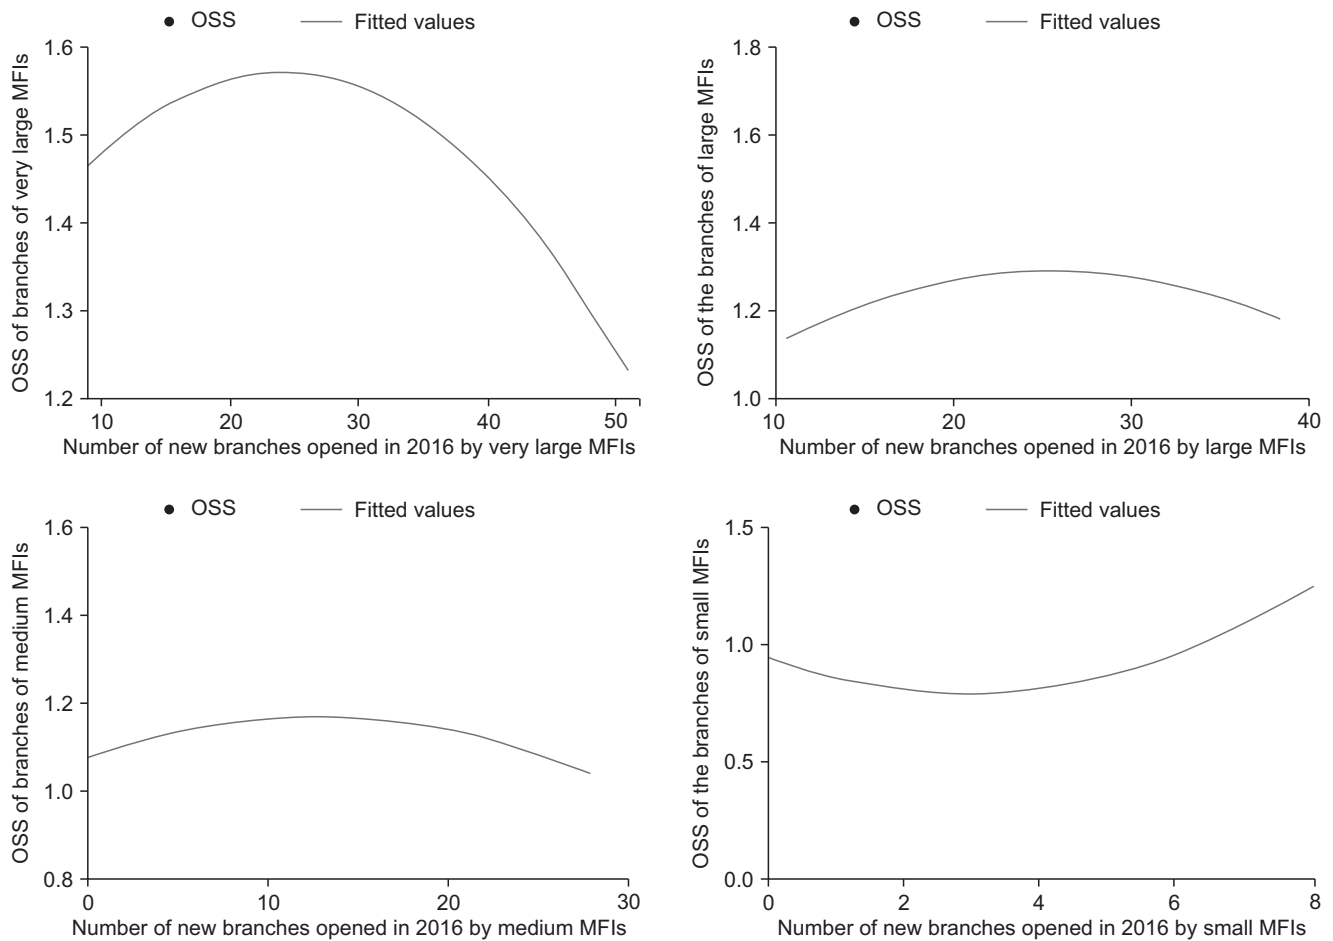 OSS Fitted values
OSS of branches of very large MFIs
1.6
1.5
1.4
1.3
1.2
10 20 30 40 50
Number of new branches opened in 2016 by very large MFIs
OSS Fitted values
OSS of the branches of large MFIs
1.8
1.6
1.4
1.2
1.0
10 20 30 40
Number of new branches opened in 2016 by large MFIs
OSS Fitted values
OSS of branches of medium MFIs
1.6
1.4
1.2
1.0
0.8
0 10 20 30
Number of new branches opened in 2016 by medium MFIs
OSS Fitted values
OSS of the branches of small MFIs
1.5
1.0
0.5
0.0
0 2 4 6 8
Number of new branches opened in 2016 by small MFIs